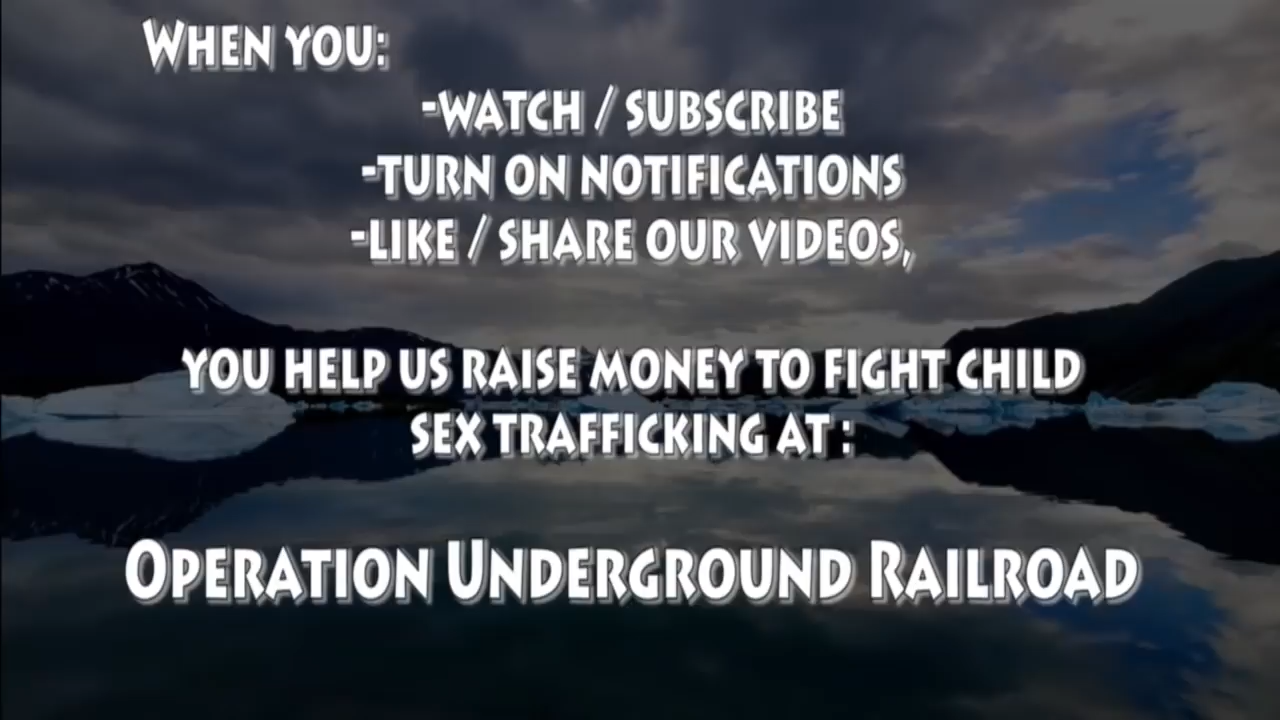 WHEN YOU:
-WATCH / SUBSCRIBE
-TURN ON NOTIFICATIONS
-LIKE / SHARE OUR VIDEOS,
YOU HELP US RAISE MONEY TO FIGHT CHILD
SEX TRAFFICKING AT :
OPERATION UNDERGROUND RAILROAD